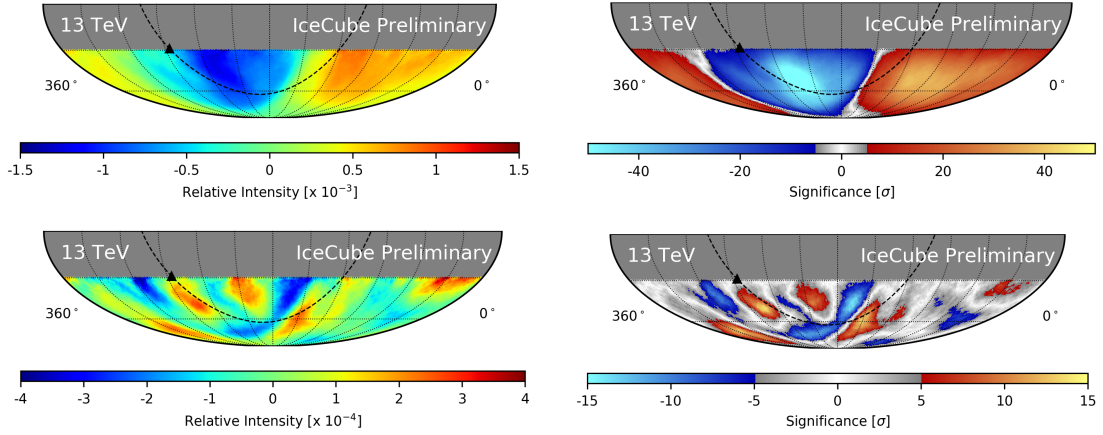 13 TeV IceCube Preliminary
360° 0°
-1.5 -1 -0.5 0 0.5 1 1.5
Relative Intensity [x 10⁻³]
13 TeV IceCube Preliminary
360° 0°
-40 -20 0 20 40
Significance [σ]
13 TeV IceCube Preliminary
360° 0°
-4 -3 -2 -1 0 1 2 3 4
Relative Intensity [x 10⁻⁴]
13 TeV IceCube Preliminary
360° 0°
-15 -10 -5 0 5 10 15
Significance [σ]